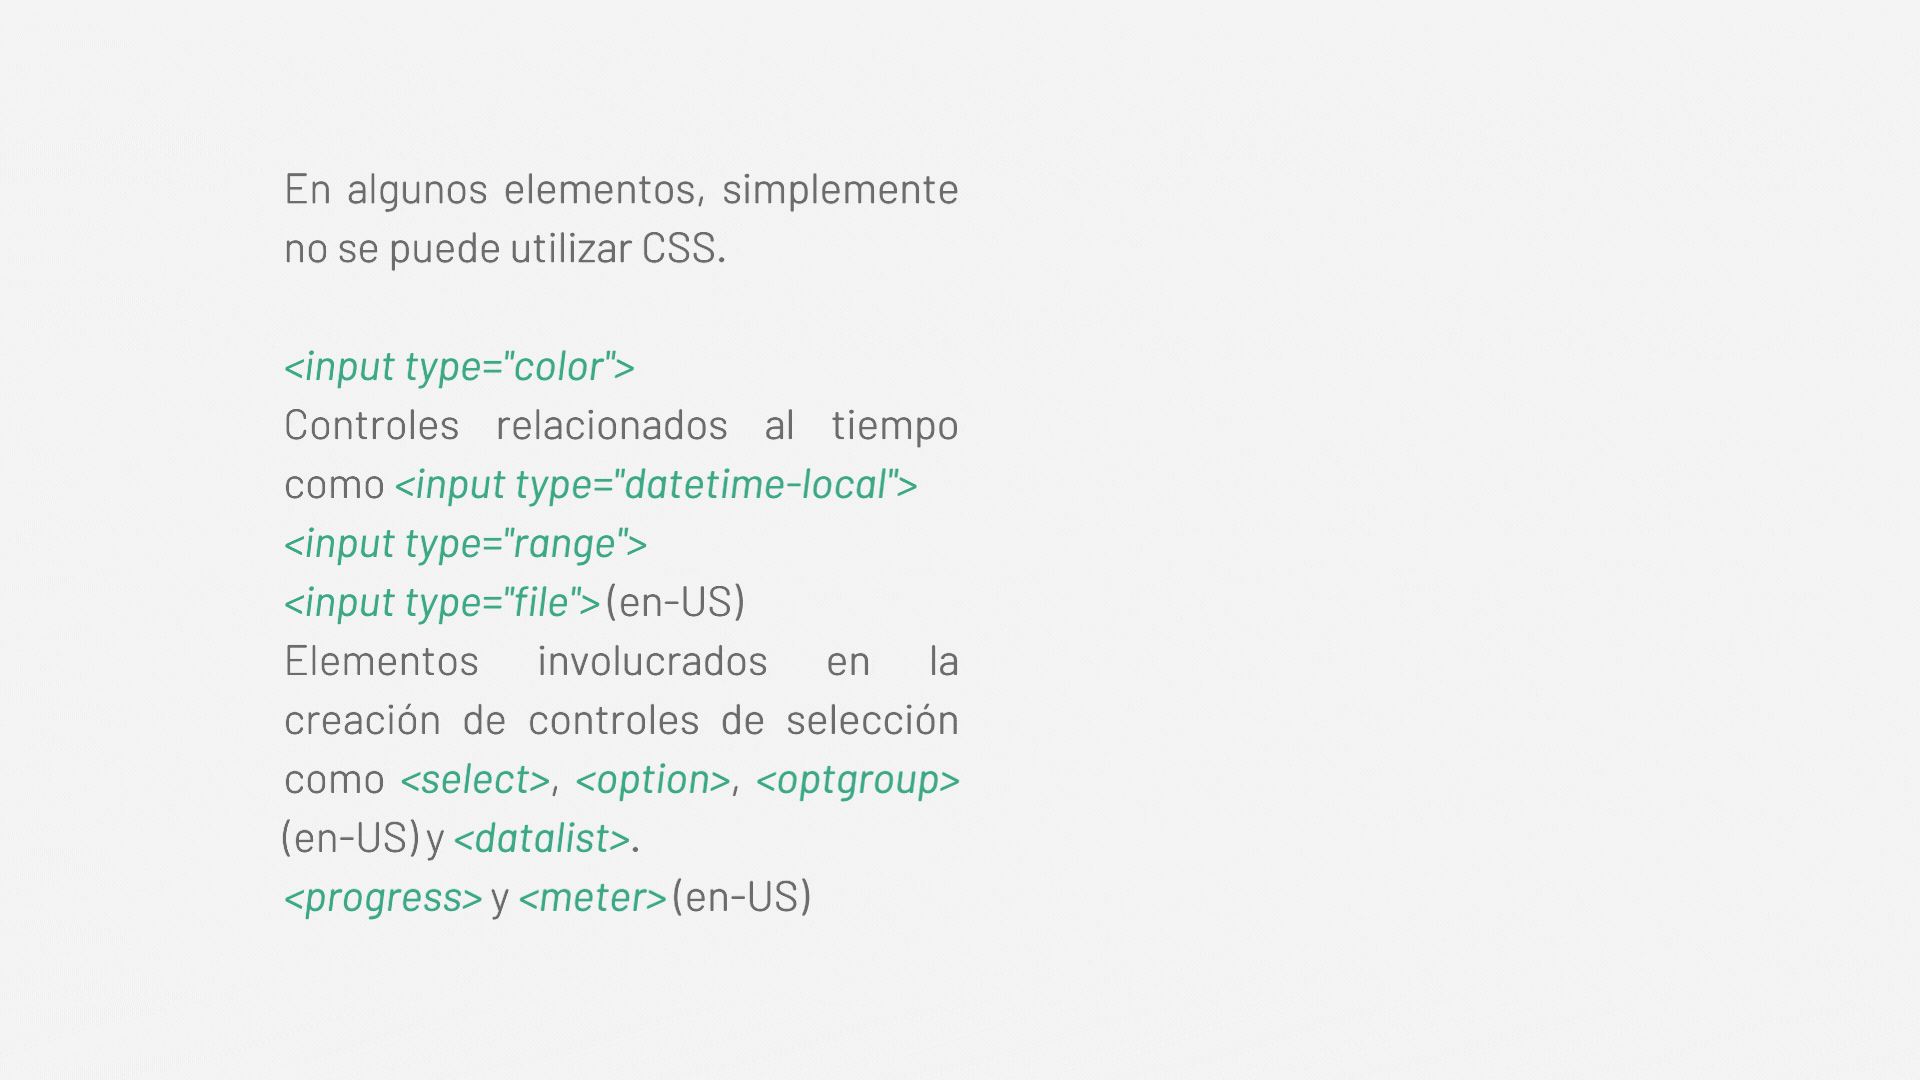 En algunos elementos, simplemente
no se puede utilizar CSS.
<input type="color">
Controles relacionados al tiempo
como <input type="datetime-local">
<input type="range">
<input type="file"> (en-US)
Elementos involucrados en la
creación de controles de selección
como <select>, <option>, <optgroup>
(en-US) y <datalist>.
<progress> y <meter> (en-US)